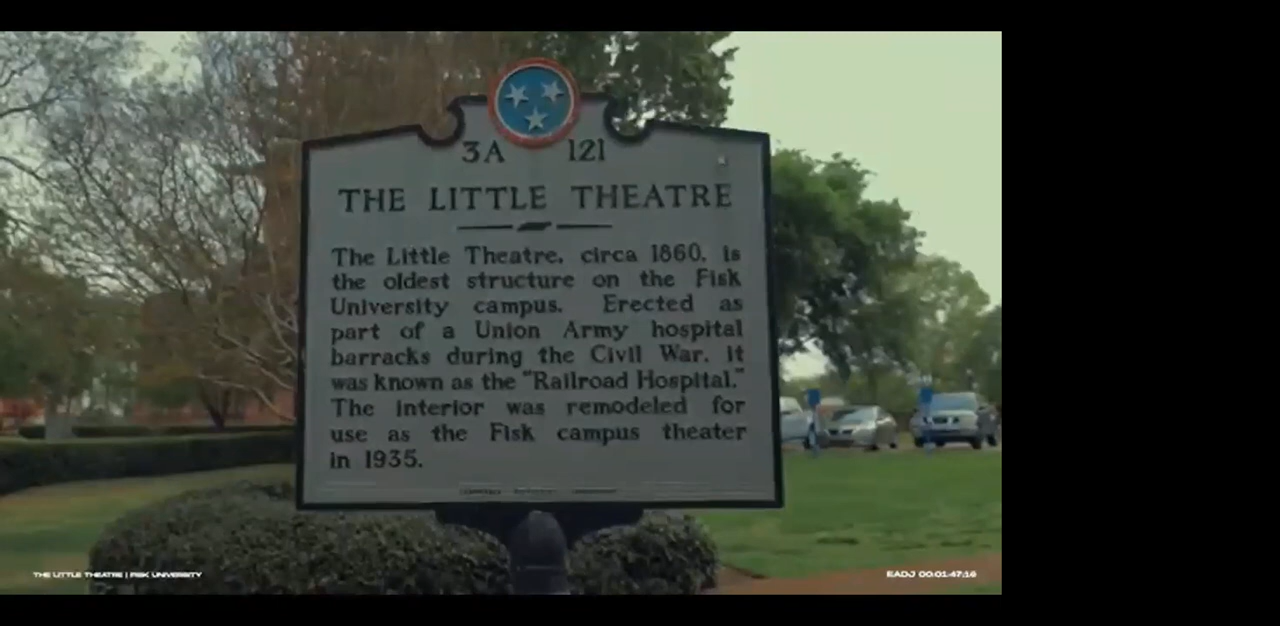 3A 121
THE LITTLE THEATRE
The Little Theatre, circa 1860, is
the oldest structure on the Fisk
University campus. Erected as
part of a Union Army hospital
barracks during the Civil War, it
was known as the "Railroad Hospital."
The interior was remodeled for
use as the Fisk campus theater
in 1935.
THE LITTLE THEATRE | FISK UNIVERSITY
EADJ 00:01:47;16